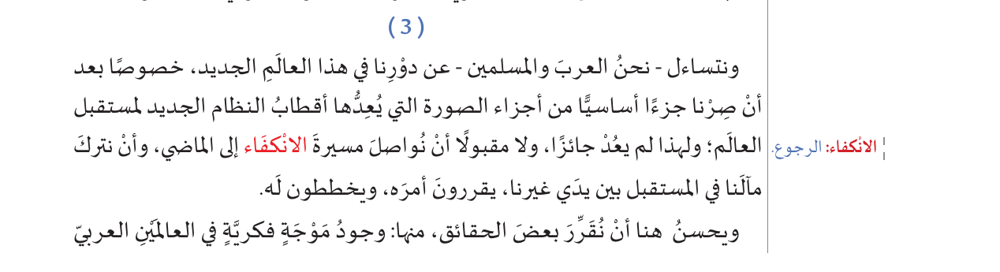 ( 3 )
ونتساءل - نحنُ العربَ والمسلمين - عن دوْرِنا في هذا العالَمِ الجديد، خصوصًا بعد
أنْ صِرْنا جزءًا أساسيًّا من أجزاء الصورة التي يُعِدُّها أقطابُ النظام الجديد لمستقبل
العالَم؛ ولهذا لم يعُدْ جائزًا، ولا مقبولًا أنْ نُواصلَ مسيرةَ الانْكفَاء إلى الماضي، وأنْ نتركَ
الانْكفاء: الرجوع.
مآلَنا في المستقبل بين يدَي غيرنا، يقررونَ أمرَه، ويخططون لَه.
ويحسنُ هنا أنْ نُقَرِّرَ بعضَ الحقائق، منها: وجودُ مَوْجَةٍ فكريَّةٍ في العالمَيْنِ العربيّ